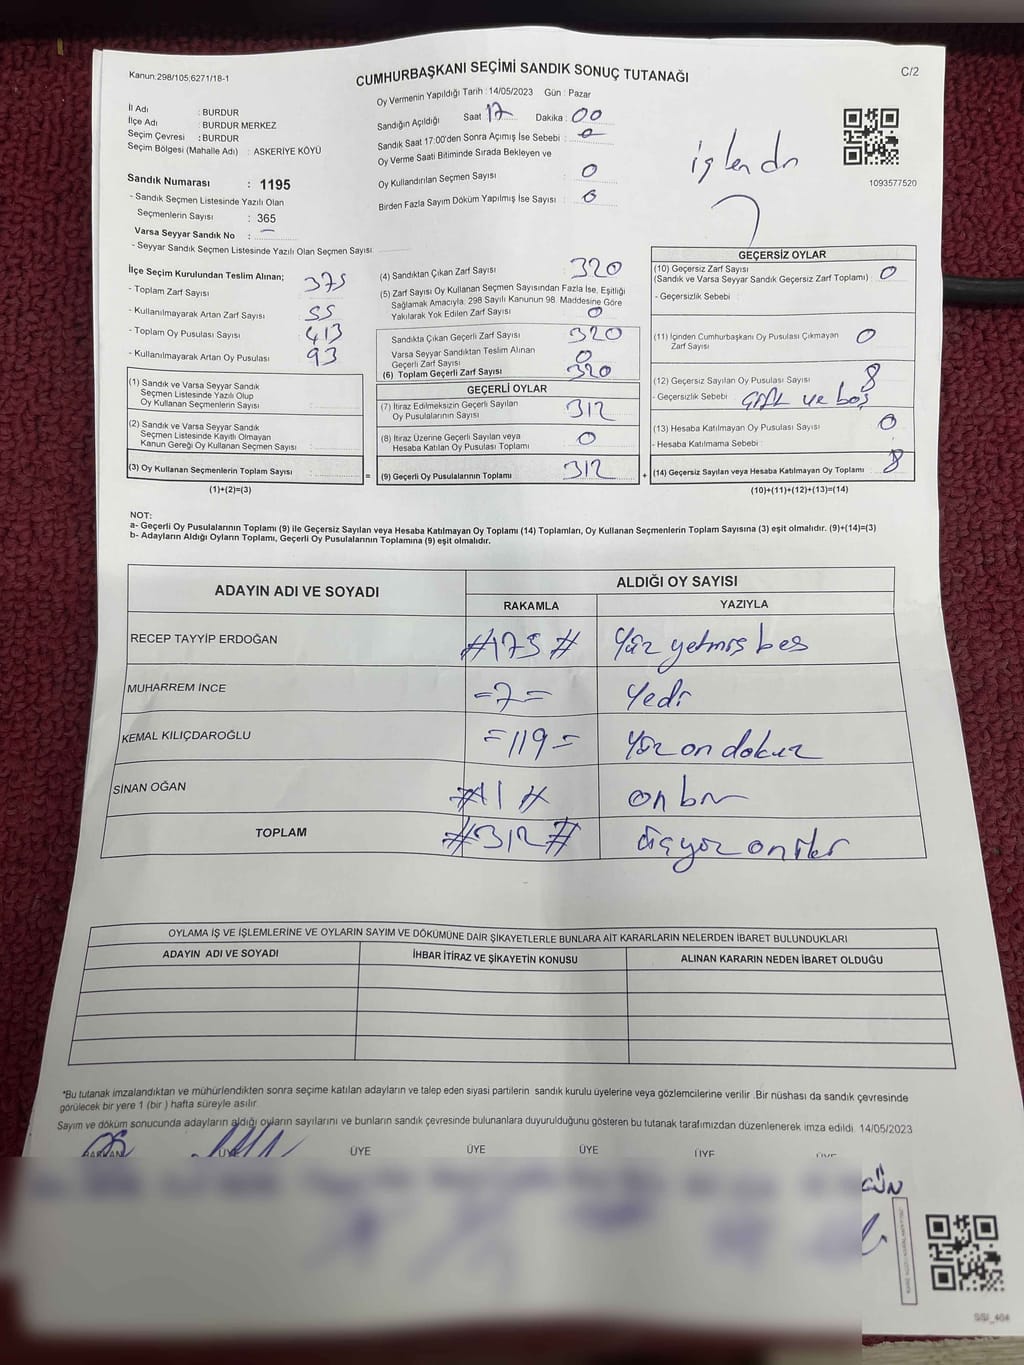 Kanun.298/105,6271/18-1
CUMHURBAŞKANI SEÇİMİ SANDIK SONUÇ TUTANAĞI
C/2
İl Adı : BURDUR
İlçe Adı : BURDUR MERKEZ
Seçim Çevresi : BURDUR
Seçim Bölgesi (Mahalle Adı) : ASKERİYE KÖYÜ
Sandık Numarası : 1195
- Sandık Seçmen Listesinde Yazılı Olan
Seçmenlerin Sayısı : 365
Varsa Seyyar Sandık No : –
- Seyyar Sandık Seçmen Listesinde Yazılı Olan Seçmen Sayısı:
Oy Vermenin Yapıldığı Tarih : 14/05/2023 Gün : Pazar
Sandığın Açıldığı Saat 17 Dakika : 00
Sandık Saat 17:00'den Sonra Açımış İse Sebebi : 0
Oy Verme Saati Bitiminde Sırada Bekleyen ve
Oy Kullandırılan Seçmen Sayısı : 0
Birden Fazla Sayım Döküm Yapılmış İse Sayısı : 0
işlendi
1093577520
İlçe Seçim Kurulundan Teslim Alınan;
- Toplam Zarf Sayısı : 375
- Kullanılmayarak Artan Zarf Sayısı : 55
- Toplam Oy Pusulası Sayısı : 413
- Kullanılmayarak Artan Oy Pusulası : 93
(1) Sandık ve Varsa Seyyar Sandık
Seçmen Listesinde Yazılı Olup
Oy Kullanan Seçmenlerin Sayısı :
(2) Sandık ve Varsa Seyyar Sandık
Seçmen Listesinde Kayıtlı Olmayan
Kanun Gereği Oy Kullanan Seçmen Sayısı :
(3) Oy Kullanan Seçmenlerin Toplam Sayısı : =
(1)+(2)=(3)
(4) Sandıktan Çıkan Zarf Sayısı : 320
(5) Zarf Sayısı Oy Kullanan Seçmen Sayısından Fazla İse, Eşitliği
Sağlamak Amacıyla, 298 Sayılı Kanunun 98. Maddesine Göre
Yakılarak Yok Edilen Zarf Sayısı : 0
Sandıkta Çıkan Geçerli Zarf Sayısı : 320
Varsa Seyyar Sandıktan Teslim Alınan
Geçerli Zarf Sayısı : 0
(6) Toplam Geçerli Zarf Sayısı : 320
GEÇERLİ OYLAR
(7) İtiraz Edilmeksizin Geçerli Sayılan
Oy Pusulalarının Sayısı : 312
(8) İtiraz Üzerine Geçerli Sayılan veya
Hesaba Katılan Oy Pusulası Toplamı : 0
(9) Geçerli Oy Pusulalarının Toplamı : 312 +
GEÇERSİZ OYLAR
(10) Geçersiz Zarf Sayısı
(Sandık ve Varsa Seyyar Sandık Geçersiz Zarf Toplamı) : 0
- Geçersizlik Sebebi :
(11) İçinden Cumhurbaşkanı Oy Pusulası Çıkmayan
Zarf Sayısı : 0
(12) Geçersiz Sayılan Oy Pusulası Sayısı : 8
- Geçersizlik Sebebi : ve boş
(13) Hesaba Katılmayan Oy Pusulası Sayısı : 0
- Hesaba Katılmama Sebebi :
(14) Geçersiz Sayılan veya Hesaba Katılmayan Oy Toplamı : 8
(10)+(11)+(12)+(13)=(14)
NOT:
a- Geçerli Oy Pusulalarının Toplamı (9) ile Geçersiz Sayılan veya Hesaba Katılmayan Oy Toplamı (14) Toplamları, Oy Kullanan Seçmenlerin Toplam Sayısına (3) eşit olmalıdır. (9)+(14)=(3)
b- Adayların Aldığı Oyların Toplamı, Geçerli Oy Pusulalarının Toplamına (9) eşit olmalıdır.
ADAYIN ADI VE SOYADI ALDIĞI OY SAYISI
RAKAMLA YAZIYLA
RECEP TAYYİP ERDOĞAN #175# Yüz yetmiş beş
MUHARREM İNCE =7= Yedi
KEMAL KILIÇDAROĞLU =119= Yüz on dokuz
SİNAN OĞAN #11# on bir
TOPLAM #312# üçyüz oniki
OYLAMA İŞ VE İŞLEMLERİNE VE OYLARIN SAYIM VE DÖKÜMÜNE DAİR ŞİKAYETLERLE BUNLARA AİT KARARLARIN NELERDEN İBARET BULUNDUKLARI
ADAYIN ADI VE SOYADI İHBAR İTİRAZ VE ŞİKAYETİN KONUSU ALINAN KARARIN NEDEN İBARET OLDUĞU
*Bu tutanak imzalandıktan ve mühürlendikten sonra seçime katılan adayların ve talep eden siyasi partilerin sandık kurulu üyelerine veya gözlemcilerine verilir .Bir nüshası da sandık çevresinde
görülecek bir yere 1 (bir ) hafta süreyle asılır.
Sayım ve döküm sonucunda adayların aldığı oyların sayılarını ve bunların sandık çevresinde bulunanlara duyurulduğunu gösteren bu tutanak tarafımızdan düzenlenerek imza edildi. 14/05/2023
BAŞKAN ÜYE ÜYE ÜYE ÜYE ÜYE ÜYE
GÜN